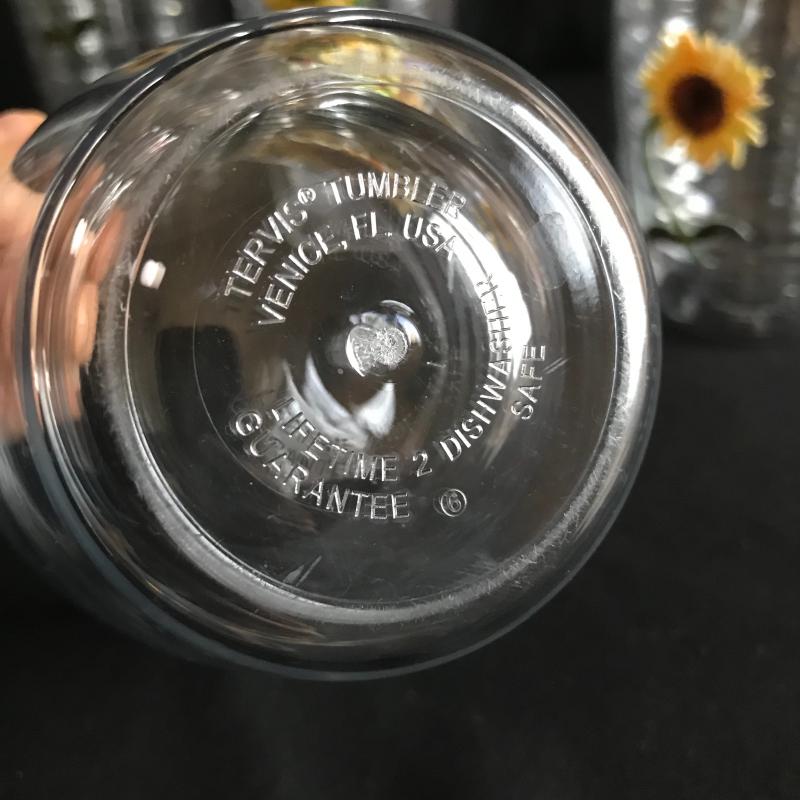 TERVIS® TUMBLER
VENICE, FL. USA
DISHWASHER
SAFE
LIFETIME 2
GUARANTEE 6